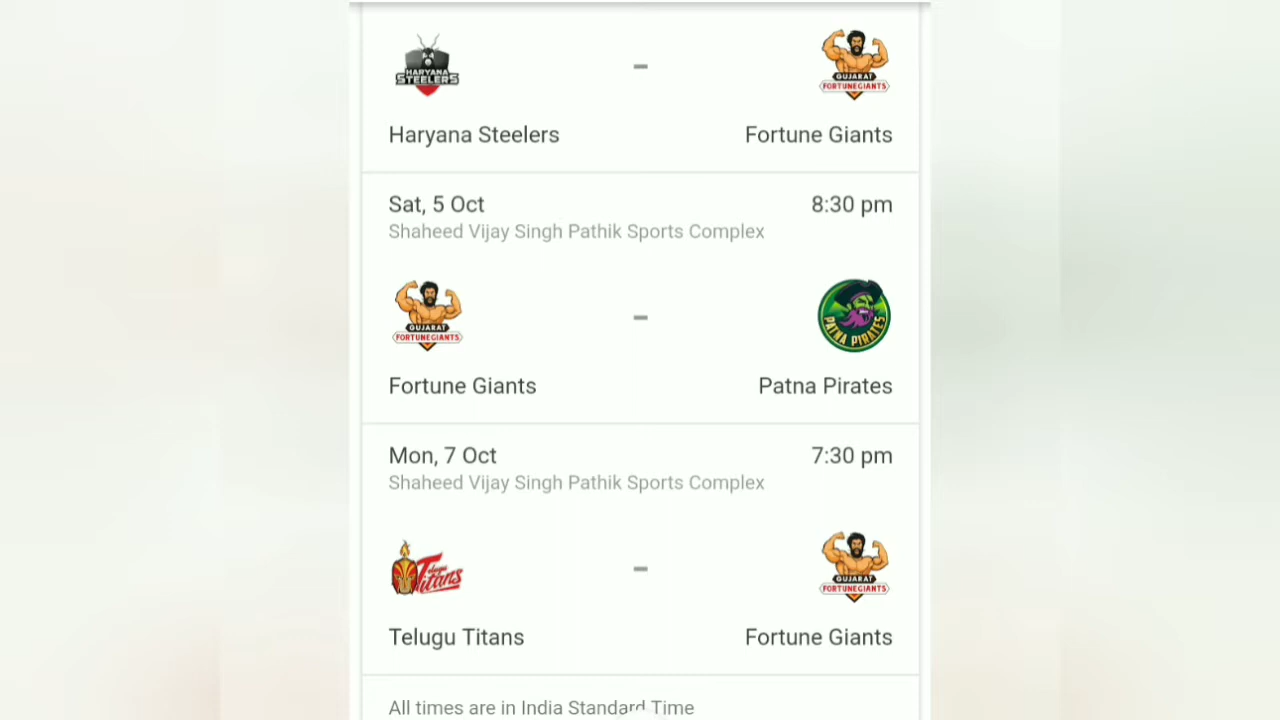 HARYANA
STEELERS
GUJARAT
FORTUNEGIANTS
Haryana Steelers
Fortune Giants
Sat, 5 Oct
8:30 pm
Shaheed Vijay Singh Pathik Sports Complex
GUJARAT
FORTUNEGIANTS
PATNA PIRATES
Fortune Giants
Patna Pirates
Mon, 7 Oct
7:30 pm
Shaheed Vijay Singh Pathik Sports Complex
Telugu
Titans
GUJARAT
FORTUNEGIANTS
Telugu Titans
Fortune Giants
All times are in India Standard Time